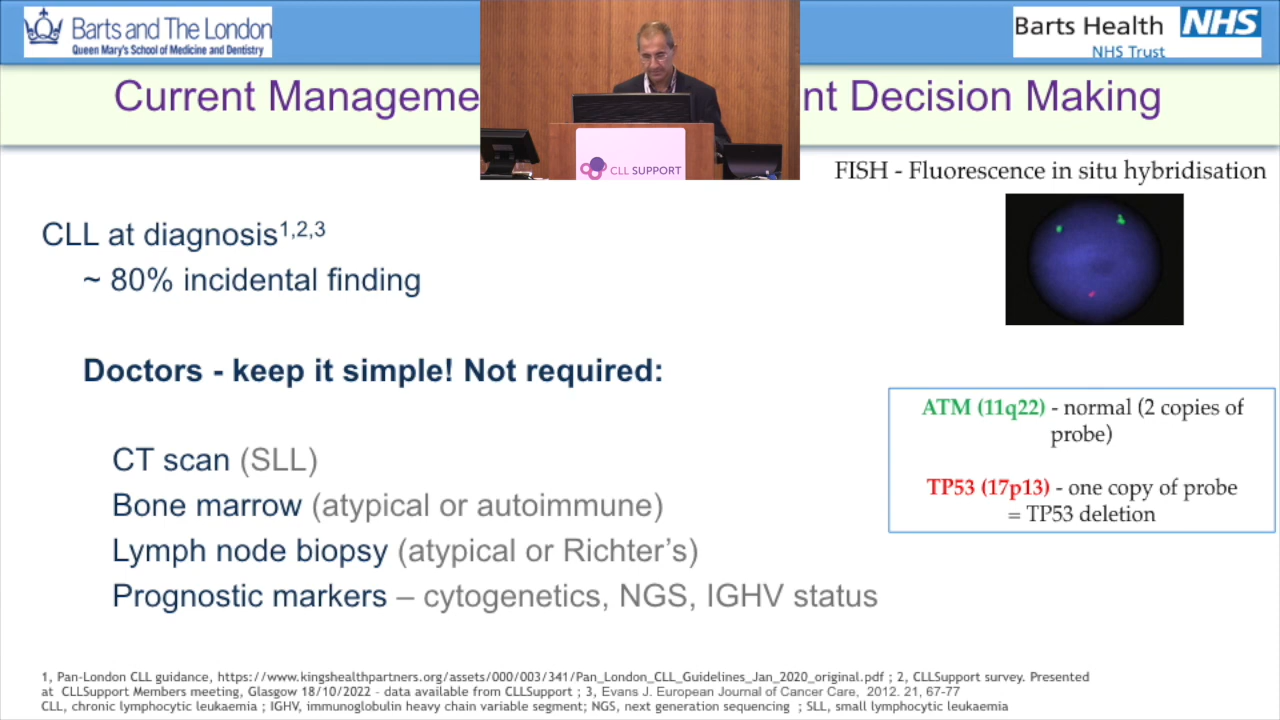 Barts and The London
Queen Mary's School of Medicine and Dentistry
Barts Health NHS
NHS Trust
Current Manageme nt Decision Making
CLL SUPPORT
FISH - Fluorescence in situ hybridisation
CLL at diagnosis1,2,3
~ 80% incidental finding
Doctors - keep it simple! Not required:
CT scan (SLL)
Bone marrow (atypical or autoimmune)
Lymph node biopsy (atypical or Richter's)
Prognostic markers – cytogenetics, NGS, IGHV status
ATM (11q22) - normal (2 copies of
probe)
TP53 (17p13) - one copy of probe
= TP53 deletion
1, Pan-London CLL guidance, https://www.kingshealthpartners.org/assets/000/003/341/Pan_London_CLL_Guidelines_Jan_2020_original.pdf ; 2, CLLSupport survey. Presented
at CLLSupport Members meeting, Glasgow 18/10/2022 - data available from CLLSupport ; 3, Evans J. European Journal of Cancer Care, 2012. 21, 67-77
CLL, chronic lymphocytic leukaemia ; IGHV, immunoglobulin heavy chain variable segment; NGS, next generation sequencing ; SLL, small lymphocytic leukaemia